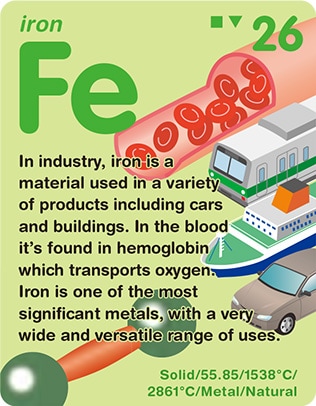 iron
26
Fe
In industry, iron is a
material used in a variety
of products including cars
and buildings. In the blood
it's found in hemoglobin
which transports oxygen.
Iron is one of the most
significant metals, with a very
wide and versatile range of uses.
Solid/55.85/1538°C/
2861°C/Metal/Natural